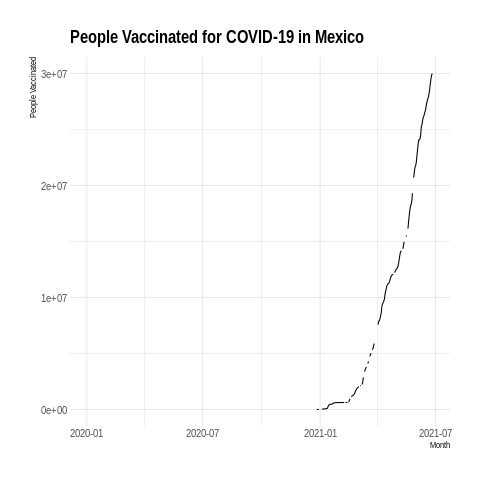 People Vaccinated for COVID-19 in Mexico
People Vaccinated
3e+07
2e+07
1e+07
0e+00
2020-01
2020-07
2021-01
2021-07
Month